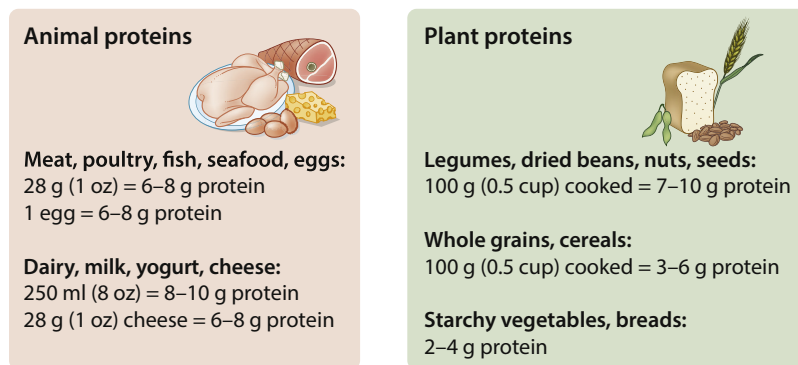 Animal proteins
Meat, poultry, fish, seafood, eggs:
28 g (1 oz) = 6–8 g protein
1 egg = 6–8 g protein
Dairy, milk, yogurt, cheese:
250 ml (8 oz) = 8–10 g protein
28 g (1 oz) cheese = 6–8 g protein
Plant proteins
Legumes, dried beans, nuts, seeds:
100 g (0.5 cup) cooked = 7–10 g protein
Whole grains, cereals:
100 g (0.5 cup) cooked = 3–6 g protein
Starchy vegetables, breads:
2–4 g protein